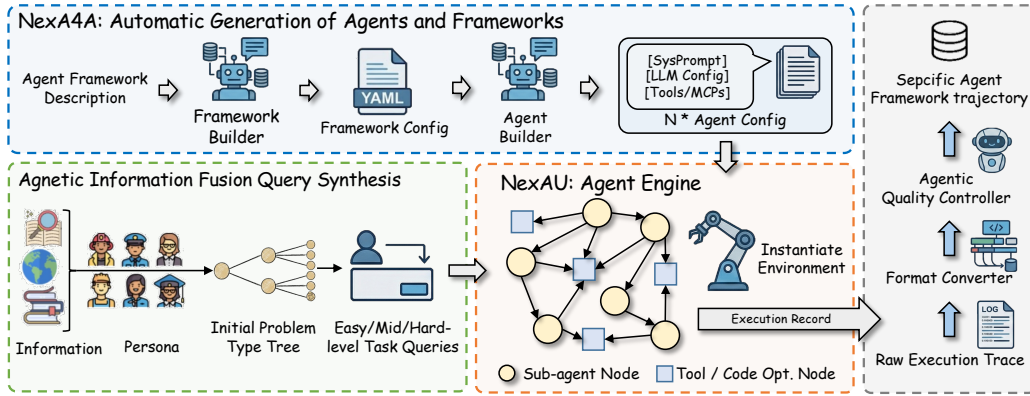 NexA4A: Automatic Generation of Agents and Frameworks
Agent Framework
Description
Framework
Builder
YAML
Framework Config
Agent
Builder
[SysPrompt]
[LLM Config]
[Tools/MCPs]
N * Agent Config
Agnetic Information Fusion Query Synthesis
Information
Persona
Initial Problem
Type Tree
Easy/Mid/Hard-
level Task Queries
NexAU: Agent Engine
Instantiate
Environment
Execution Record
Sub-agent Node
Tool / Code Opt. Node
Sepcific Agent
Framework trajectory
Agentic
Quality Controller
</>
Format Converter
LOG
Raw Execution Trace